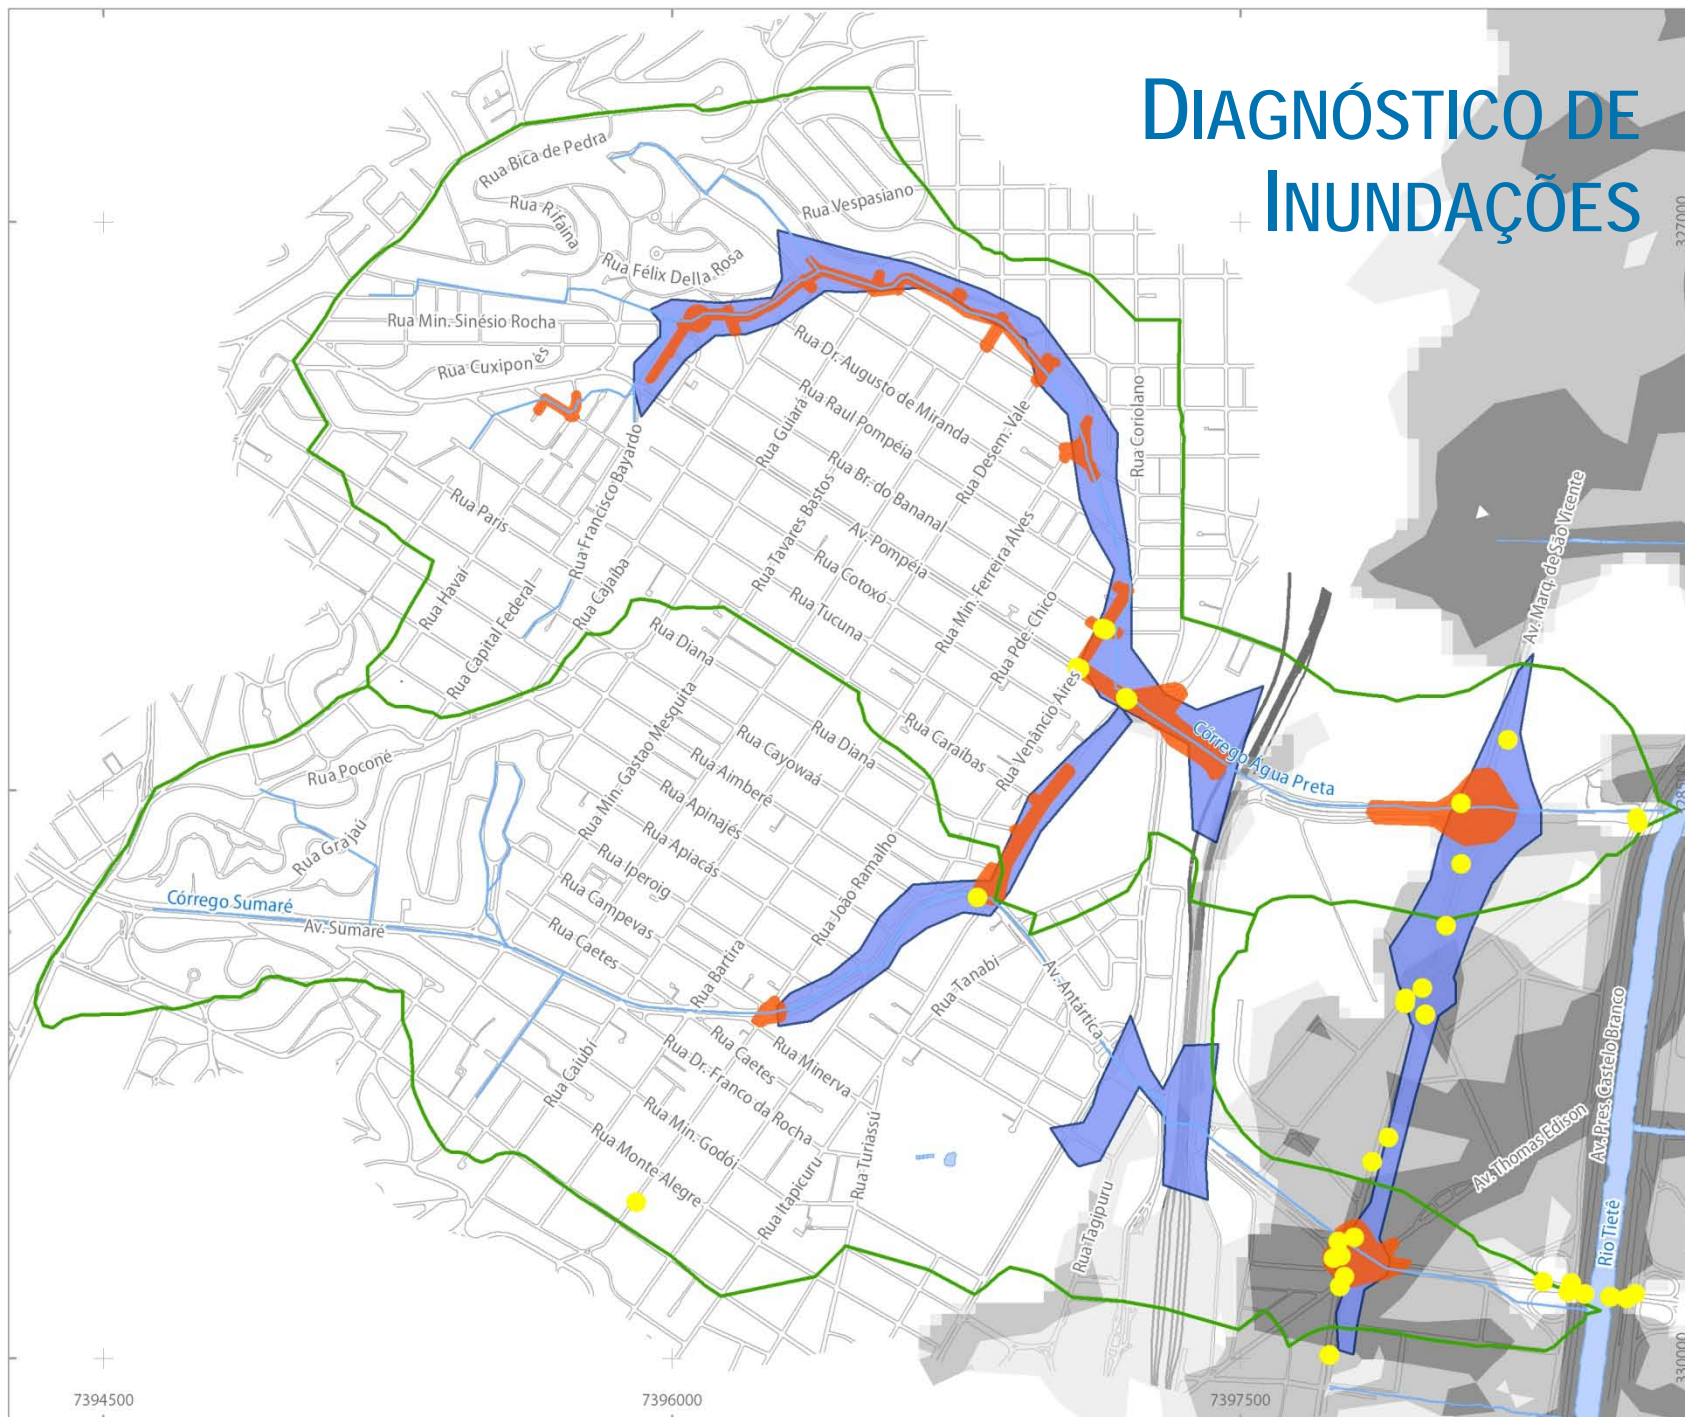 DIAGNÓSTICO DE
INUNDAÇÕES
Rua Bica de Pedra
Rua Rifaina
Rua Vespasiano
327000
Rua Félix Della Rosa
Rua Min. Sinésio Rocha
Rua Cuxiponés
Rua Dr. Augusto de Miranda
Rua Raul Pompéia
Rua Guiará
Rua Coriolano
Rua Desem. Vale
Rua Br. do Bananal
Rua Francisco Bayardo
Rua Paris
Rua Tavares Bastos
Av. Pompéia
Rua Min. Ferreira Alves
Av. Marq. de São Vicente
Rua Cotoxó
Rua Tucuna
Rua Havaí
Rua Capital Federal
Rua Cajaíba
Rua Diana
Rua Pde. Chico
Rua Venâncio Aires
Rua Min. Gastao Mesquita
Rua Diana
Rua Caraíbas
Rua Cayowaá
Rua Aimberé
Rua Apinajés
Rua Apiacás
Córrego Água Preta
Rua Poconé
Rua Grajaú
Rua Iperoig
Rua Campevas
Rua Caetes
Rua João Ramalho
Córrego Sumaré
Av. Sumaré
Rua Bartira
Rua Tanabi
Av. Antártica
Rua Caiubi
Rua Caetes
Rua Minerva
Rua Dr. Franco da Rocha
Rua Min. Godói
Rua Monte Alegre
Rua Itapicuru
Rua Turiassú
Rua Tagipuru
Av. Thomas Edison
Av. Pres. Castelo Branco
Rio Tietê
330000
7394500
7396000
7397500